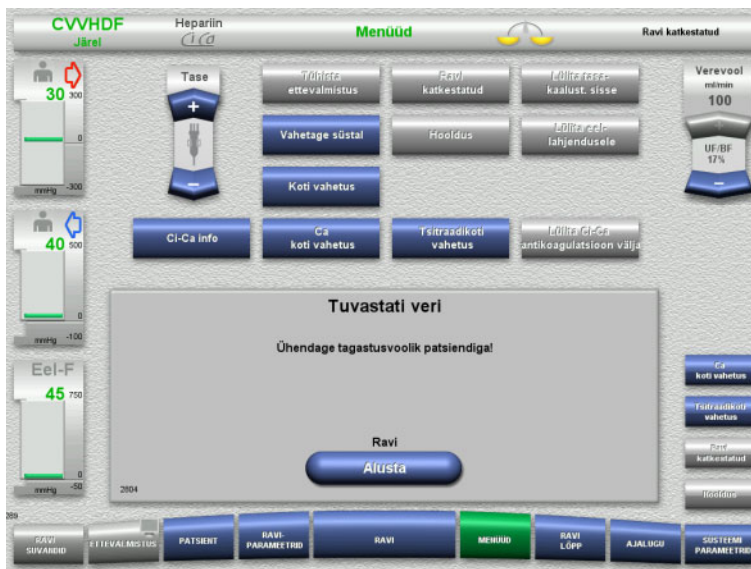 CVVHDF
Järel
Hepariin
Ci Ca
Menüüd
Ravi katkestatud
30
300
0
mmHg
-300
Tase
+
−
Tühista
ettevalmistus
Ravi
katkestatud
Lülita tasa-
kaalust. sisse
Vahetage süstal
Hooldus
Lülita eel-
lahjendusele
Koti vahetus
Ci-Ca info
Ca
koti vahetus
Tsitraadikoti
vahetus
Lülita Ci-Ca
antikoagulatsioon välja
Verevool
ml/min
100
UF/BF
17%
−
40
500
0
mmHg
-100
Eel-F
45
750
0
mmHg
-50
Tuvastati veri
Ühendage tagastusvoolik patsiendiga!
Ravi
Alusta
2804
Ca
koti vahetus
Tsitraadikoti
vahetus
Ravi
katkestatud
Hooldus
289
RAVI
SUVANDID
ETTEVALMISTUS
PATSIENT
RAVI-
PARAMEETRID
RAVI
MENÜÜD
RAVI
LÕPP
AJALUGU
SÜSTEEMI
PARAMEETRID